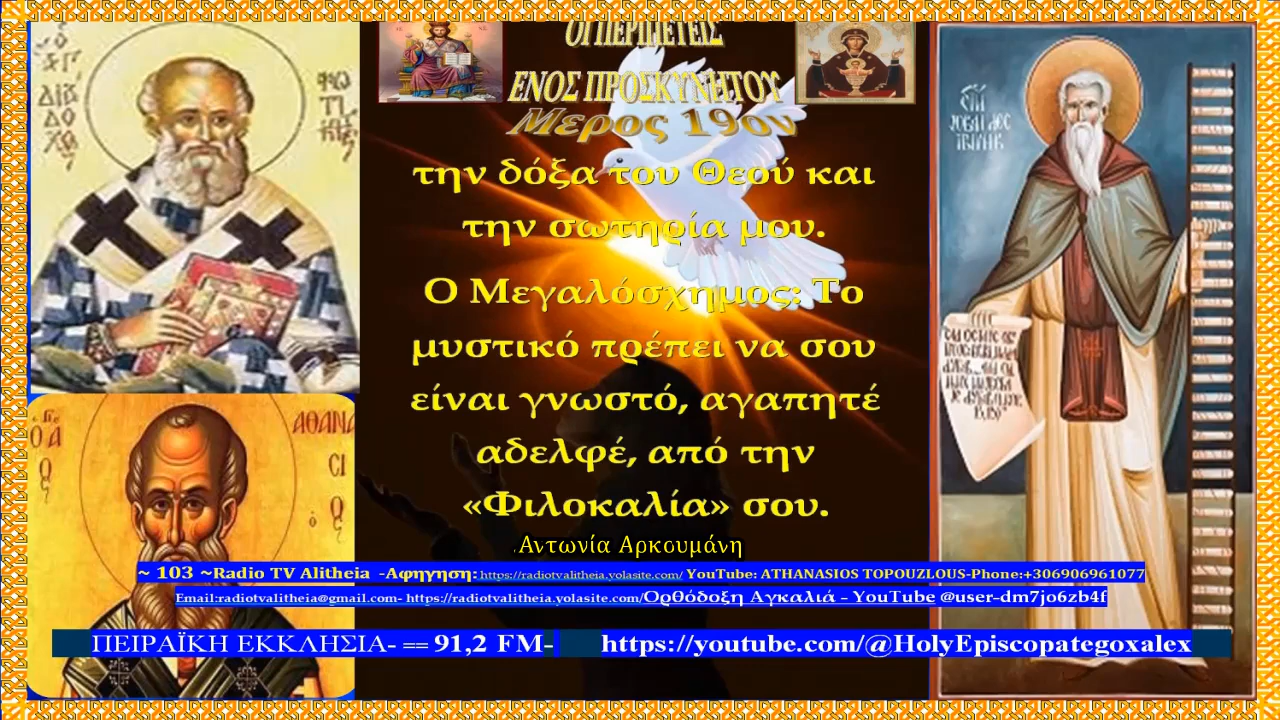 ΟΙ ΠΕΡΙΠΕΤΕΙΣ
ΕΝΟΣ ΠΡΟΣΚΥΝΗΤΟΥ
Μερος 19ον
την δόξα του Θεού και
την σωτηρία μου.
Ο Μεγαλόσχημος: Το
μυστικό πρέπει να σου
είναι γνωστό, αγαπητέ
αδελφέ, από την
«Φιλοκαλία» σου.
Αντωνία Αρκουμάνη
~ 103 ~Radio TV Alitheia -Αφηγηση: https://radiotvalitheia.yolasite.com/ YouTube: ATHANASIOS TOPOUZLOUS-Phone:+306906961077
Email:radiotvalitheia@gmail.com- https://radiotvalitheia.yolasite.com/Ορθόδοξη Αγκαλιά - YouTube @user-dm7jo6zb4f
ΠΕΙΡΑΪΚΗ ΕΚΚΛΗΣΙΑ- == 91,2 FM- https://youtube.com/@HolyEpiscopategoxalex
ΑΘΑΝΑ
ΣΙ